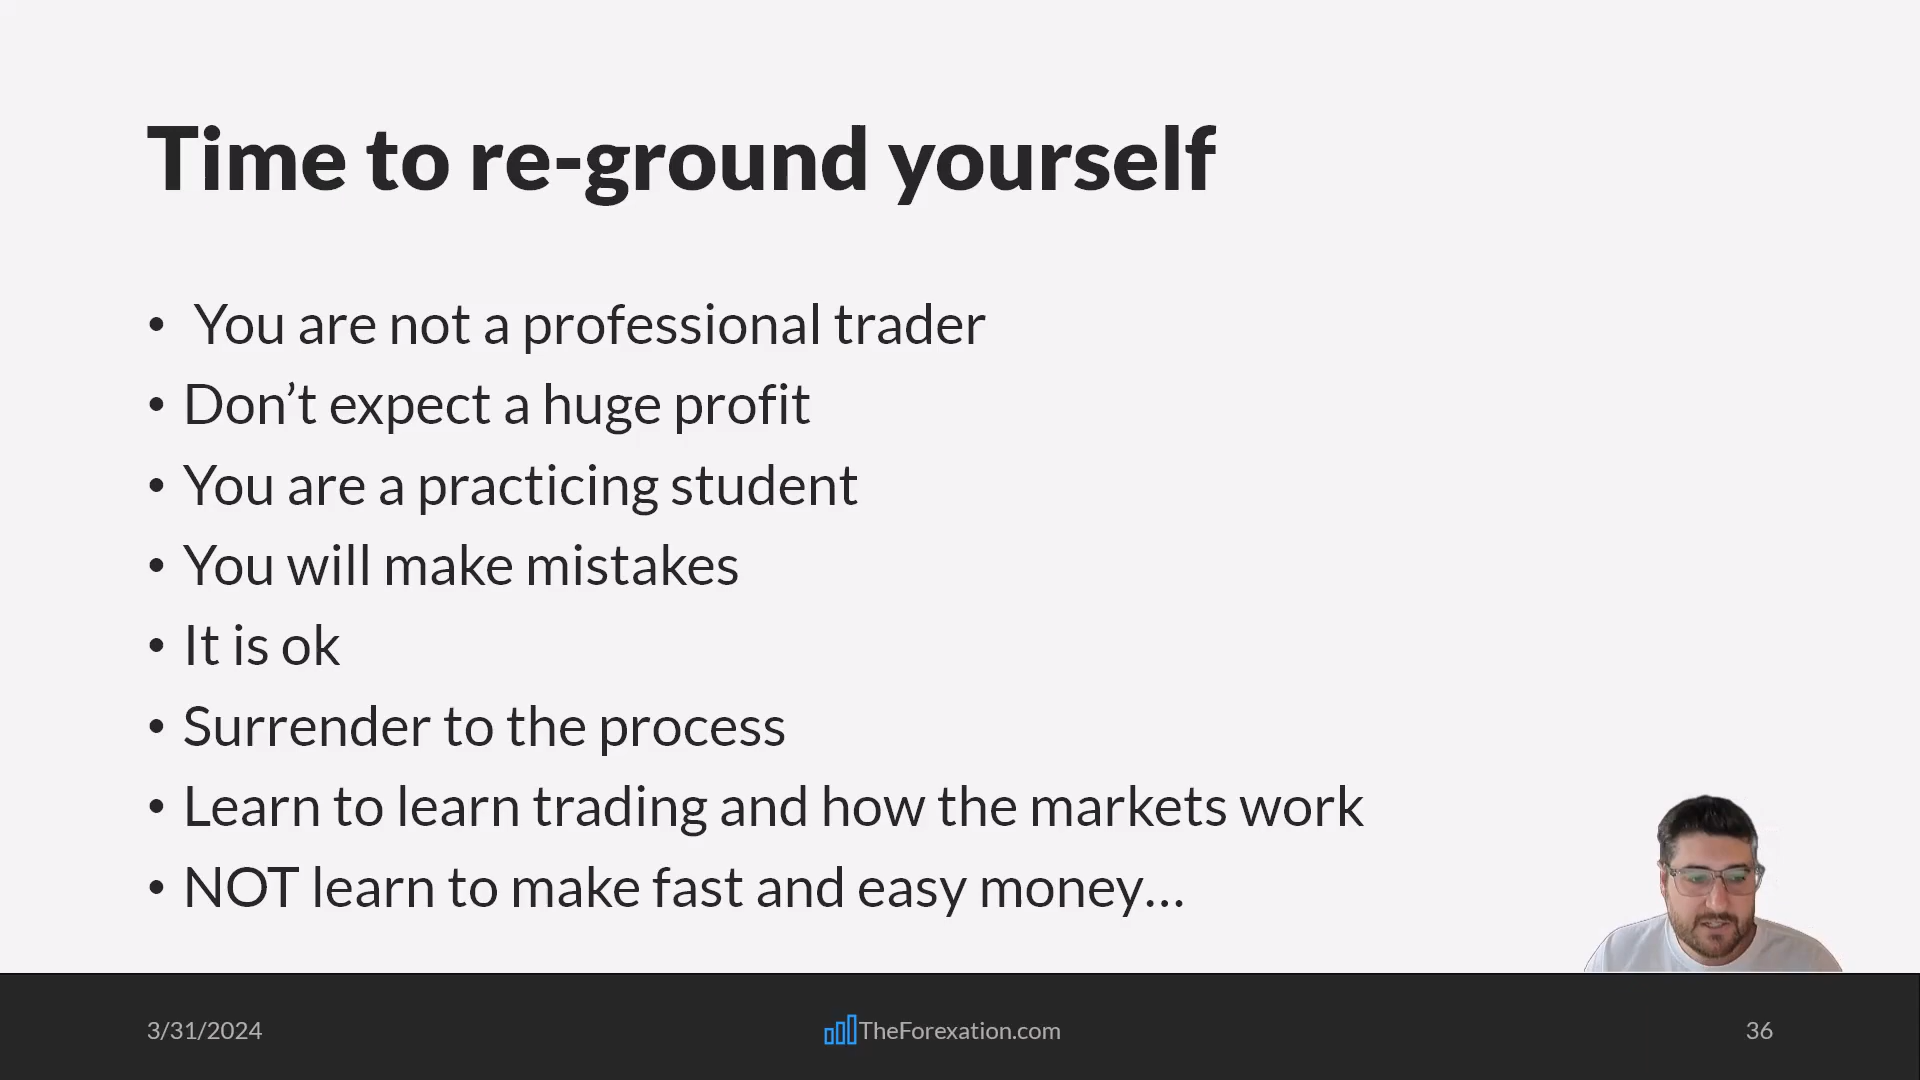 Time to re-ground yourself
• You are not a professional trader
• Don’t expect a huge profit
• You are a practicing student
• You will make mistakes
• It is ok
• Surrender to the process
• Learn to learn trading and how the markets work
• NOT learn to make fast and easy money…
3/31/2024
TheForexation.com
36